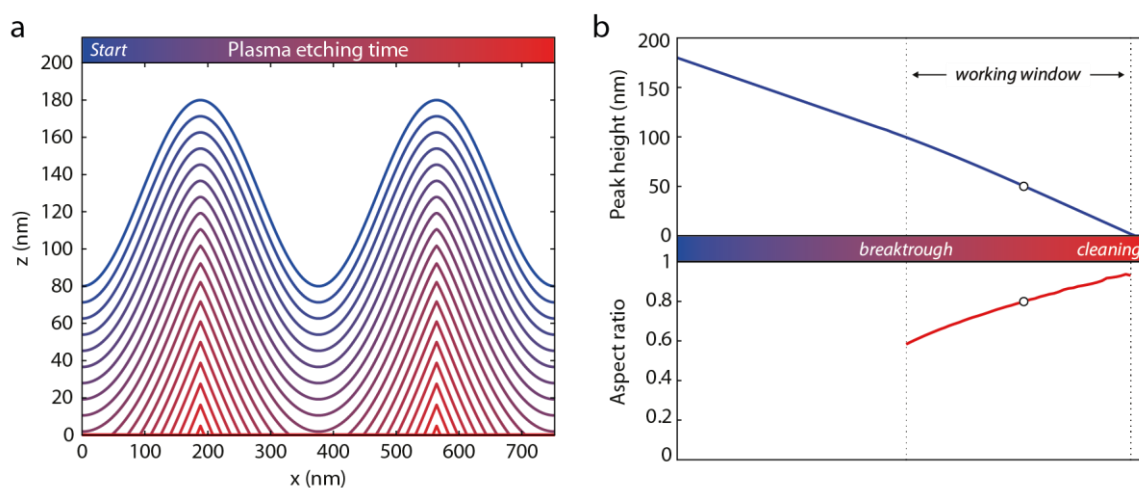 a
Start Plasma etching time
200
180
160
140
120
100
80
60
40
20
0
z (nm)
0 100 200 300 400 500 600 700
x (nm)
b
200
150
100
50
0
Peak height (nm)
working window
breaktrough cleaning
1
0.8
0.6
0.4
0.2
0
Aspect ratio